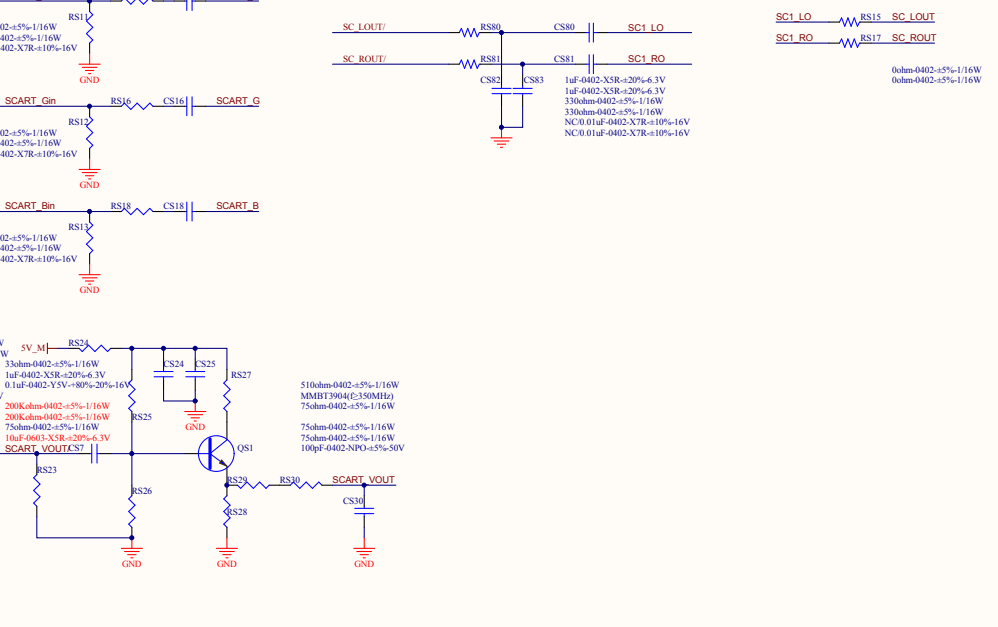 RS11
02-±5%-1/16W
402-±5%-1/16W
402-X7R-±10%-16V
GND
SCART_Gin
RS16
CS16
SCART_G
RS12
02-±5%-1/16W
402-±5%-1/16W
402-X7R-±10%-16V
GND
SCART_Bin
RS18
CS18
SCART_B
RS13
02-±5%-1/16W
402-±5%-1/16W
402-X7R-±10%-16V
GND
SC_LOUT/
RS80
CS80
SC1_LO
SC_ROUT/
RS81
CS81
SC1_RO
CS82
CS83
1uF-0402-X5R-±20%-6.3V
1uF-0402-X5R-±20%-6.3V
330ohm-0402-±5%-1/16W
330ohm-0402-±5%-1/16W
NC/0.01uF-0402-X7R-±10%-16V
NC/0.01uF-0402-X7R-±10%-16V
SC1_LO
RS15
SC_LOUT
SC1_RO
RS17
SC_ROUT
0ohm-0402-±5%-1/16W
0ohm-0402-±5%-1/16W
V
W
5V_M
RS24
33ohm-0402-±5%-1/16W
1uF-0402-X5R-±20%-6.3V
0.1uF-0402-Y5V-+80%-20%-16V
200Kohm-0402-±5%-1/16W
200Kohm-0402-±5%-1/16W
75ohm-0402-±5%-1/16W
10uF-0603-X5R-±20%-6.3V
CS24
CS25
RS27
RS25
GND
SCART_VOUT/
CS7
QS1
RS23
RS26
RS29
RS30
SCART_VOUT
RS28
CS30
GND
GND
GND
510ohm-0402-±5%-1/16W
MMBT3904(f≥350MHz)
75ohm-0402-±5%-1/16W
75ohm-0402-±5%-1/16W
75ohm-0402-±5%-1/16W
100pF-0402-NPO-±5%-50V